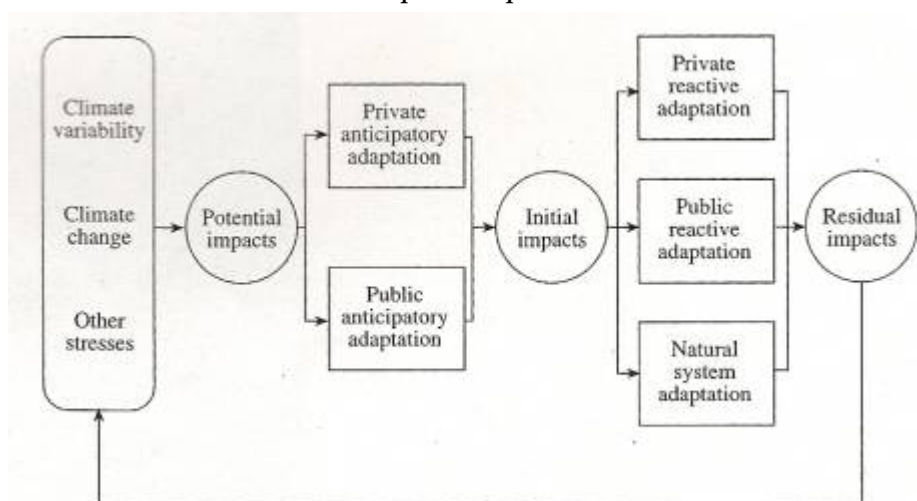 Climate
variability
Climate
change
Other
stresses
Potential
impacts
Private
anticipatory
adaptation
Public
anticipatory
adaptation
Initial
impacts
Private
reactive
adaptation
Public
reactive
adaptation
Natural
system
adaptation
Residual
impacts